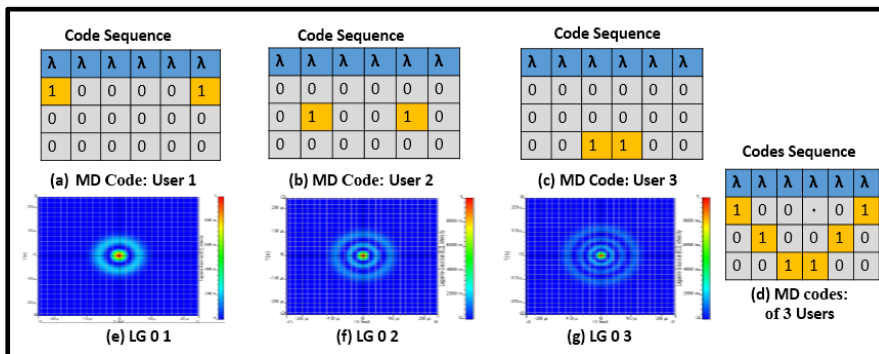 Code Sequence
λ λ λ λ λ λ
1 0 0 0 0 1
0 0 0 0 0 0
0 0 0 0 0 0
(a) MD Code: User 1
Code Sequence
λ λ λ λ λ λ
0 0 0 0 0 0
0 1 0 0 1 0
0 0 0 0 0 0
(b) MD Code: User 2
Code Sequence
λ λ λ λ λ λ
0 0 0 0 0 0
0 0 0 0 0 0
0 0 1 1 0 0
(c) MD Code: User 3
Codes Sequence
λ λ λ λ λ λ
1 0 0 · 0 1
0 1 0 0 1 0
0 0 1 1 0 0
(d) MD codes:
of 3 Users
(e) LG 0 1
(f) LG 0 2
(g) LG 0 3